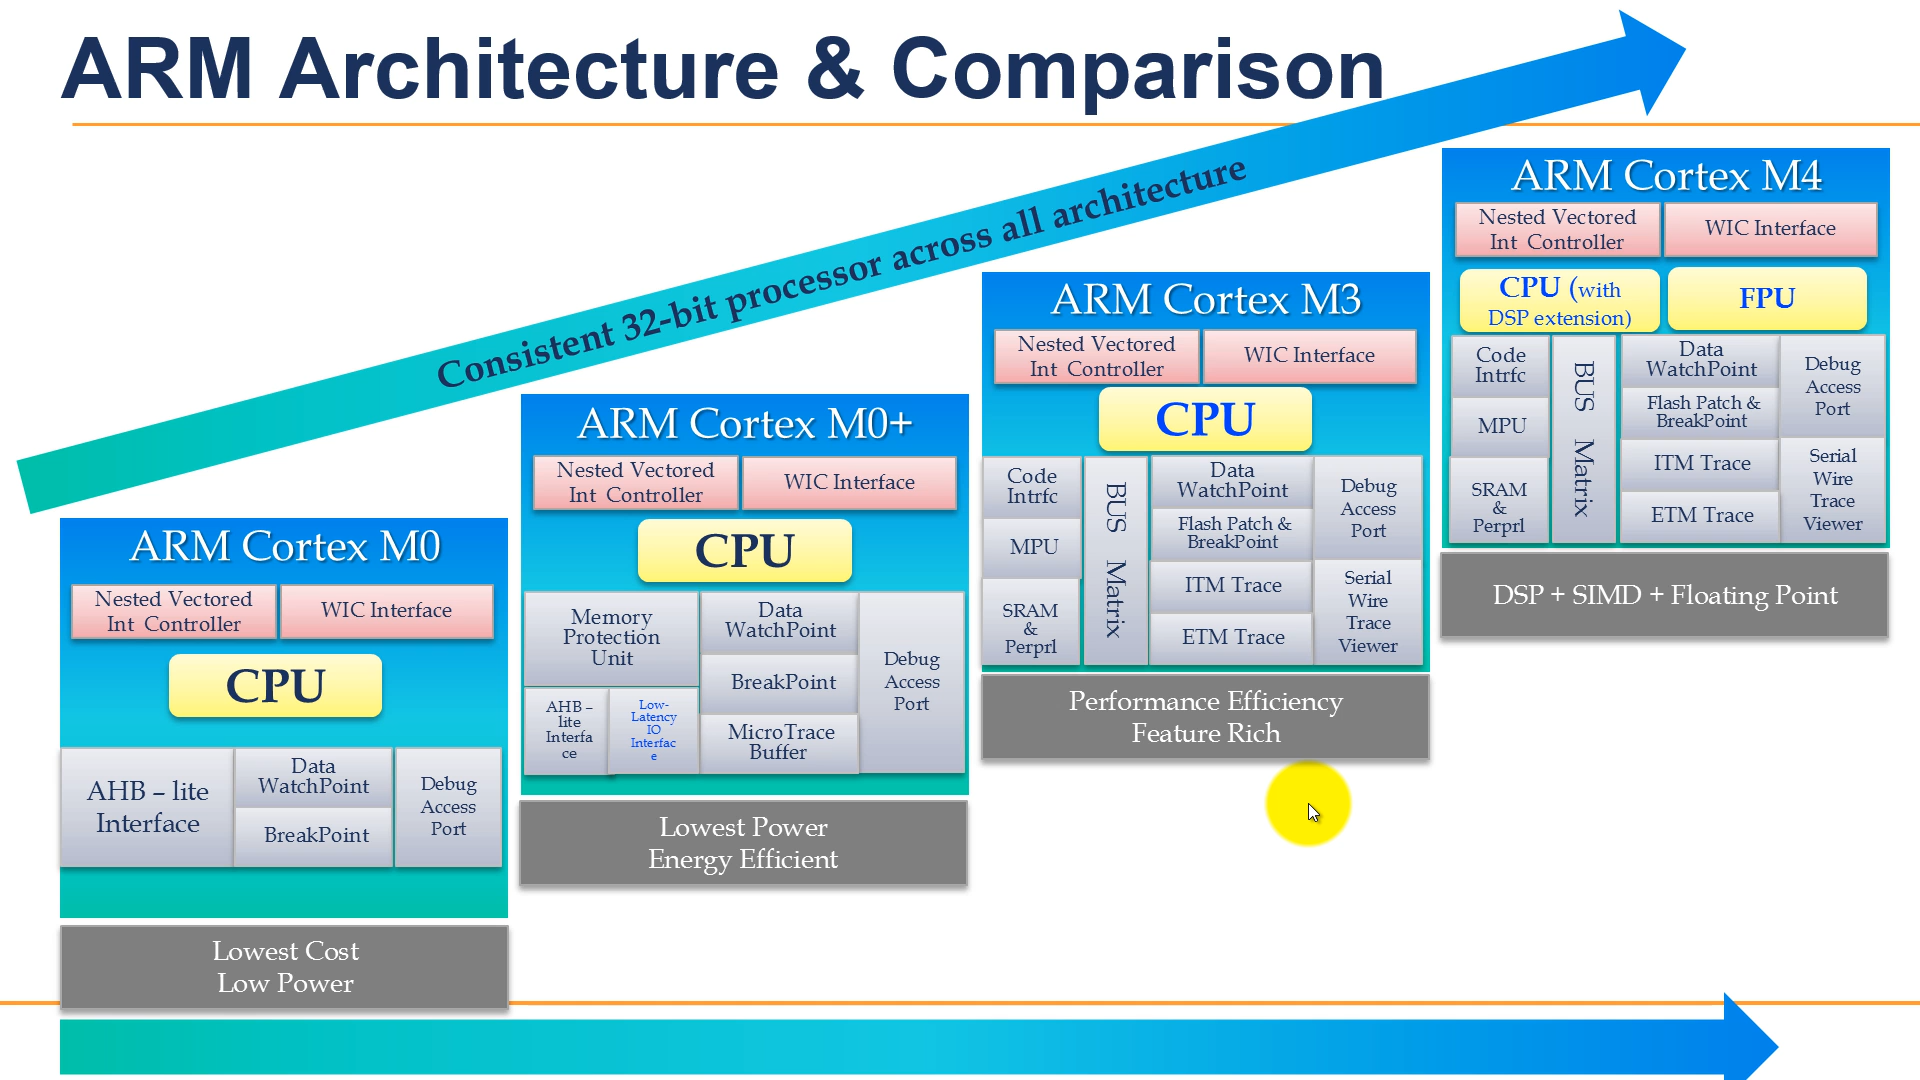 ARM Architecture & Comparison
Consistent 32-bit processor across all architecture
ARM Cortex M0
Nested Vectored
Int Controller
WIC Interface
CPU
AHB – lite
Interface
Data
WatchPoint
BreakPoint
Debug
Access
Port
Lowest Cost
Low Power
ARM Cortex M0+
Nested Vectored
Int Controller
WIC Interface
CPU
Memory
Protection
Unit
AHB –
lite
Interfa
ce
Low-
Latency
IO
Interfac
e
Data
WatchPoint
BreakPoint
MicroTrace
Buffer
Debug
Access
Port
Lowest Power
Energy Efficient
ARM Cortex M3
Nested Vectored
Int Controller
WIC Interface
CPU
Code
Intrfc
MPU
SRAM
&
Perprl
BUS Matrix
Data
WatchPoint
Flash Patch &
BreakPoint
ITM Trace
ETM Trace
Debug
Access
Port
Serial
Wire
Trace
Viewer
Performance Efficiency
Feature Rich
ARM Cortex M4
Nested Vectored
Int Controller
WIC Interface
CPU (with
DSP extension)
FPU
Code
Intrfc
MPU
SRAM
&
Perprl
BUS Matrix
Data
WatchPoint
Flash Patch &
BreakPoint
ITM Trace
ETM Trace
Debug
Access
Port
Serial
Wire
Trace
Viewer
DSP + SIMD + Floating Point